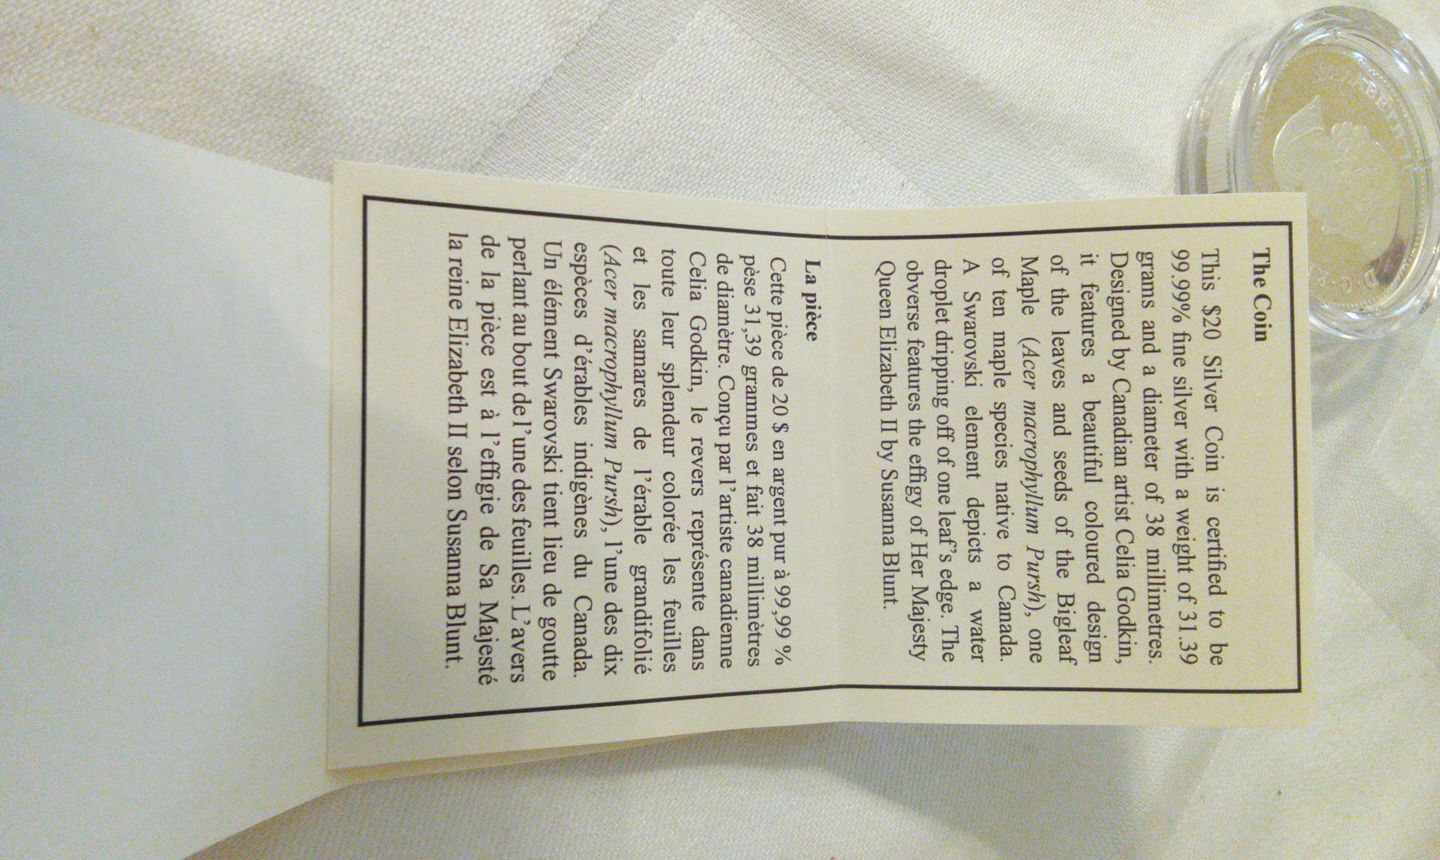 The Coin
This $20 Silver Coin is certified to be
99.99% fine silver with a weight of 31.39
grams and a diameter of 38 millimetres.
Designed by Canadian artist Celia Godkin,
it features a beautiful coloured design
of the leaves and seeds of the Bigleaf
Maple (Acer macrophyllum Pursh), one
of ten maple species native to Canada.
A Swarovski element depicts a water
droplet dripping off of one leaf's edge. The
obverse features the effigy of Her Majesty
Queen Elizabeth II by Susanna Blunt.
La pièce
Cette pièce de 20 $ en argent pur à 99,99 %
pèse 31,39 grammes et fait 38 millimètres
de diamètre. Conçu par l'artiste canadienne
Celia Godkin, le revers représente dans
toute leur splendeur colorée les feuilles
et les samares de l'érable grandifolié
(Acer macrophyllum Pursh), l'une des dix
espèces d'érables indigènes du Canada.
Un élément Swarovski tient lieu de goutte
perlant au bout de l'une des feuilles. L'avers
de la pièce est à l'effigie de Sa Majesté
la reine Elizabeth II selon Susanna Blunt.